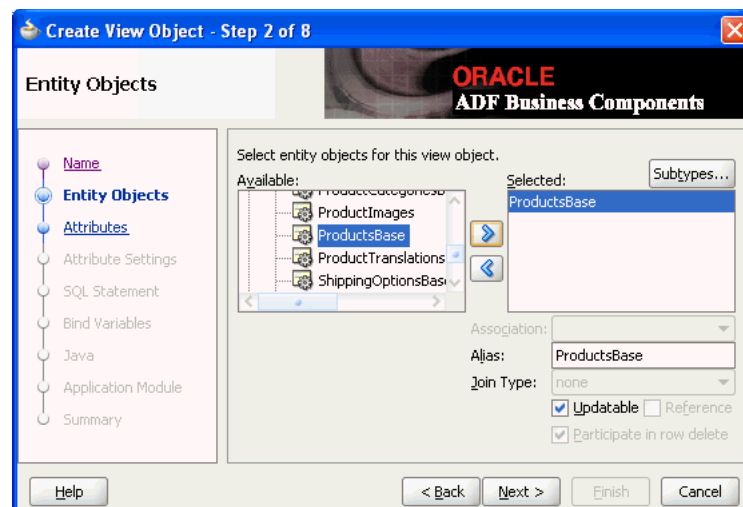 Create View Object - Step 2 of 8
Entity Objects
ORACLE
ADF Business Components
Name
Entity Objects
Attributes
Attribute Settings
SQL Statement
Bind Variables
Java
Application Module
Summary
Select entity objects for this view object.
Available:
ProductImages
ProductsBase
ProductTranslations
ShippingOptionsBas
Selected:
Subtypes...
ProductsBase
Association:
Alias: ProductsBase
Join Type: none
Updatable Reference
Participate in row delete
Help
< Back
Next >
Finish
Cancel